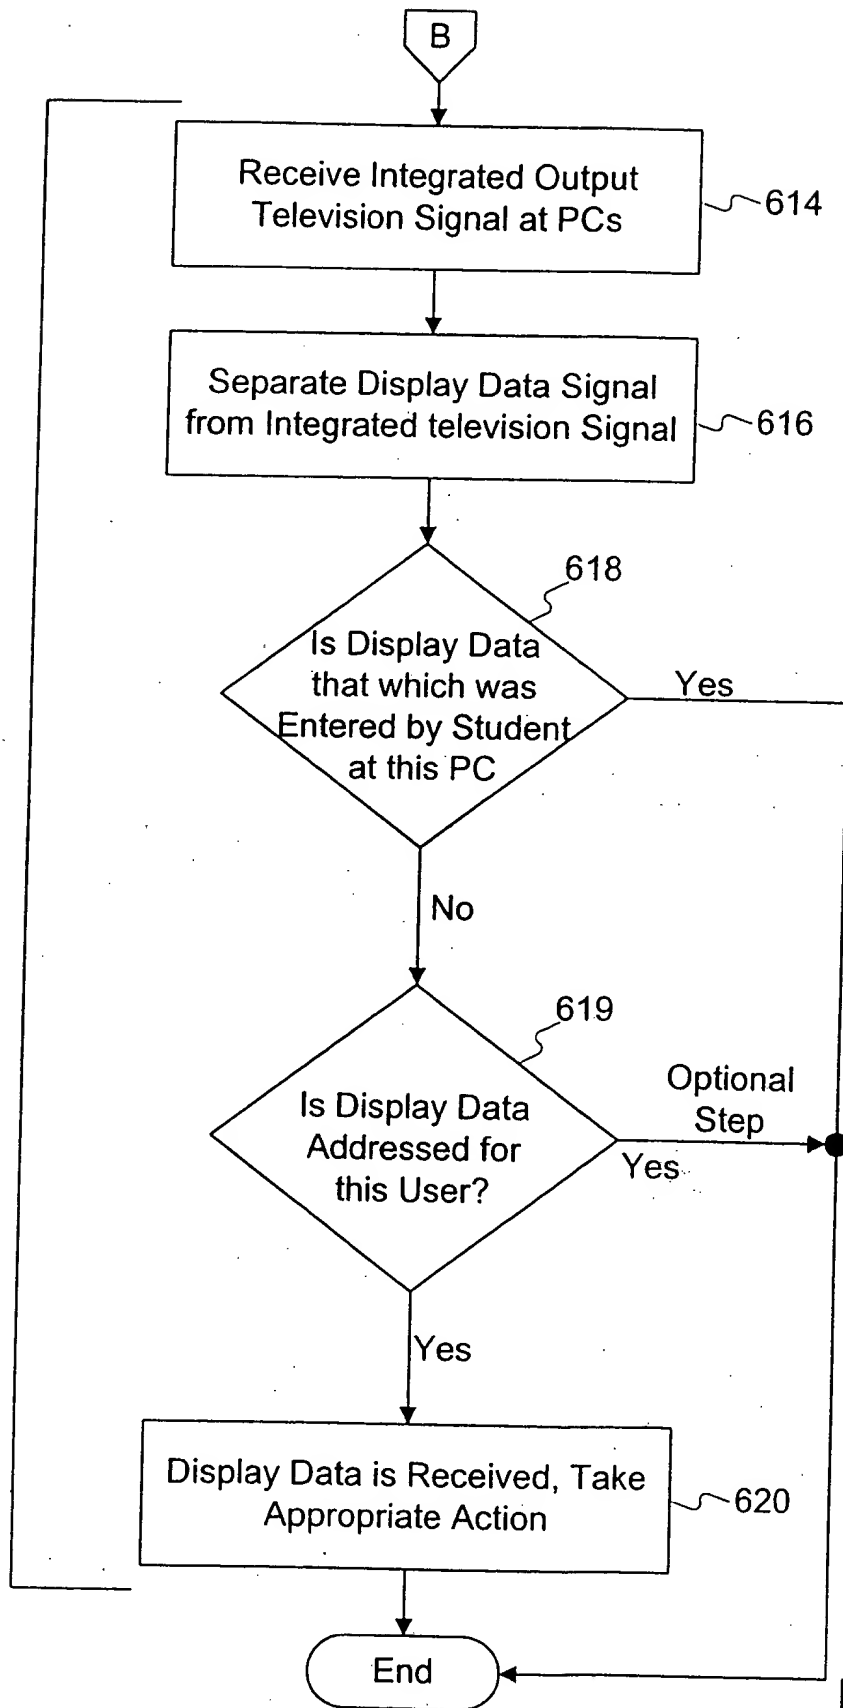 B
Receive Integrated Output
Television Signal at PCs
614
Separate Display Data Signal
from Integrated television Signal
616
618
Is Display Data
that which was
Entered by Student
at this PC
Yes
No
619
Is Display Data
Addressed for
this User?
Optional
Step
Yes
Yes
Display Data is Received, Take
Appropriate Action
620
End